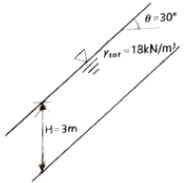 θ = 30°
γsat = 18kN/m³
H = 3m